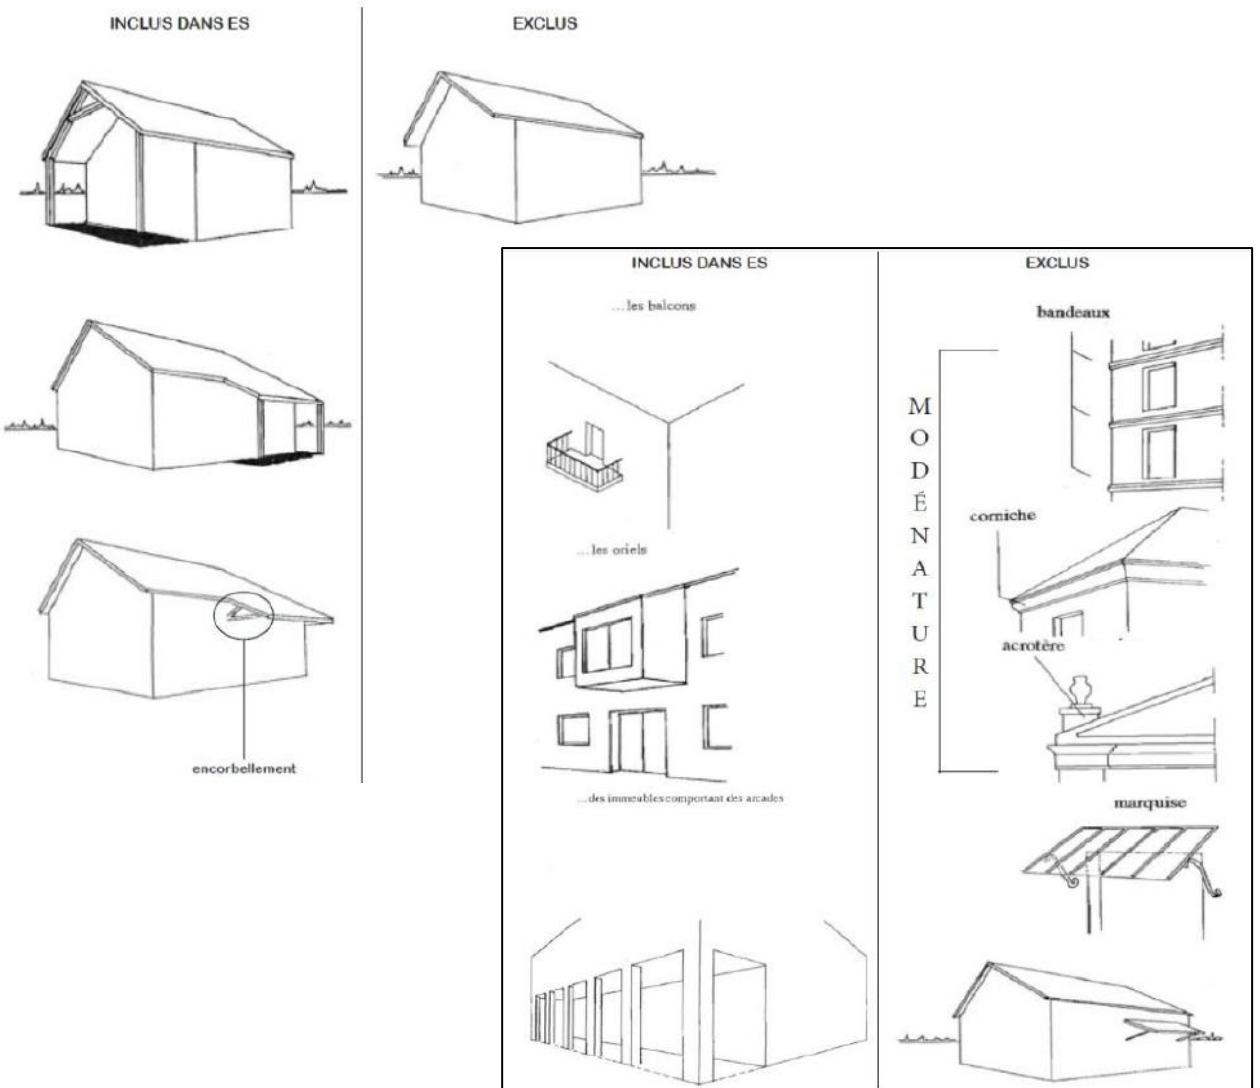 INCLUS DANS ES
EXCLUS
encorbellement
INCLUS DANS ES
EXCLUS
...les balcons
...les oriels
...des immeubles comportant des arcades
MODÉNATURE
bandeaux
corniche
acrotère
marquise